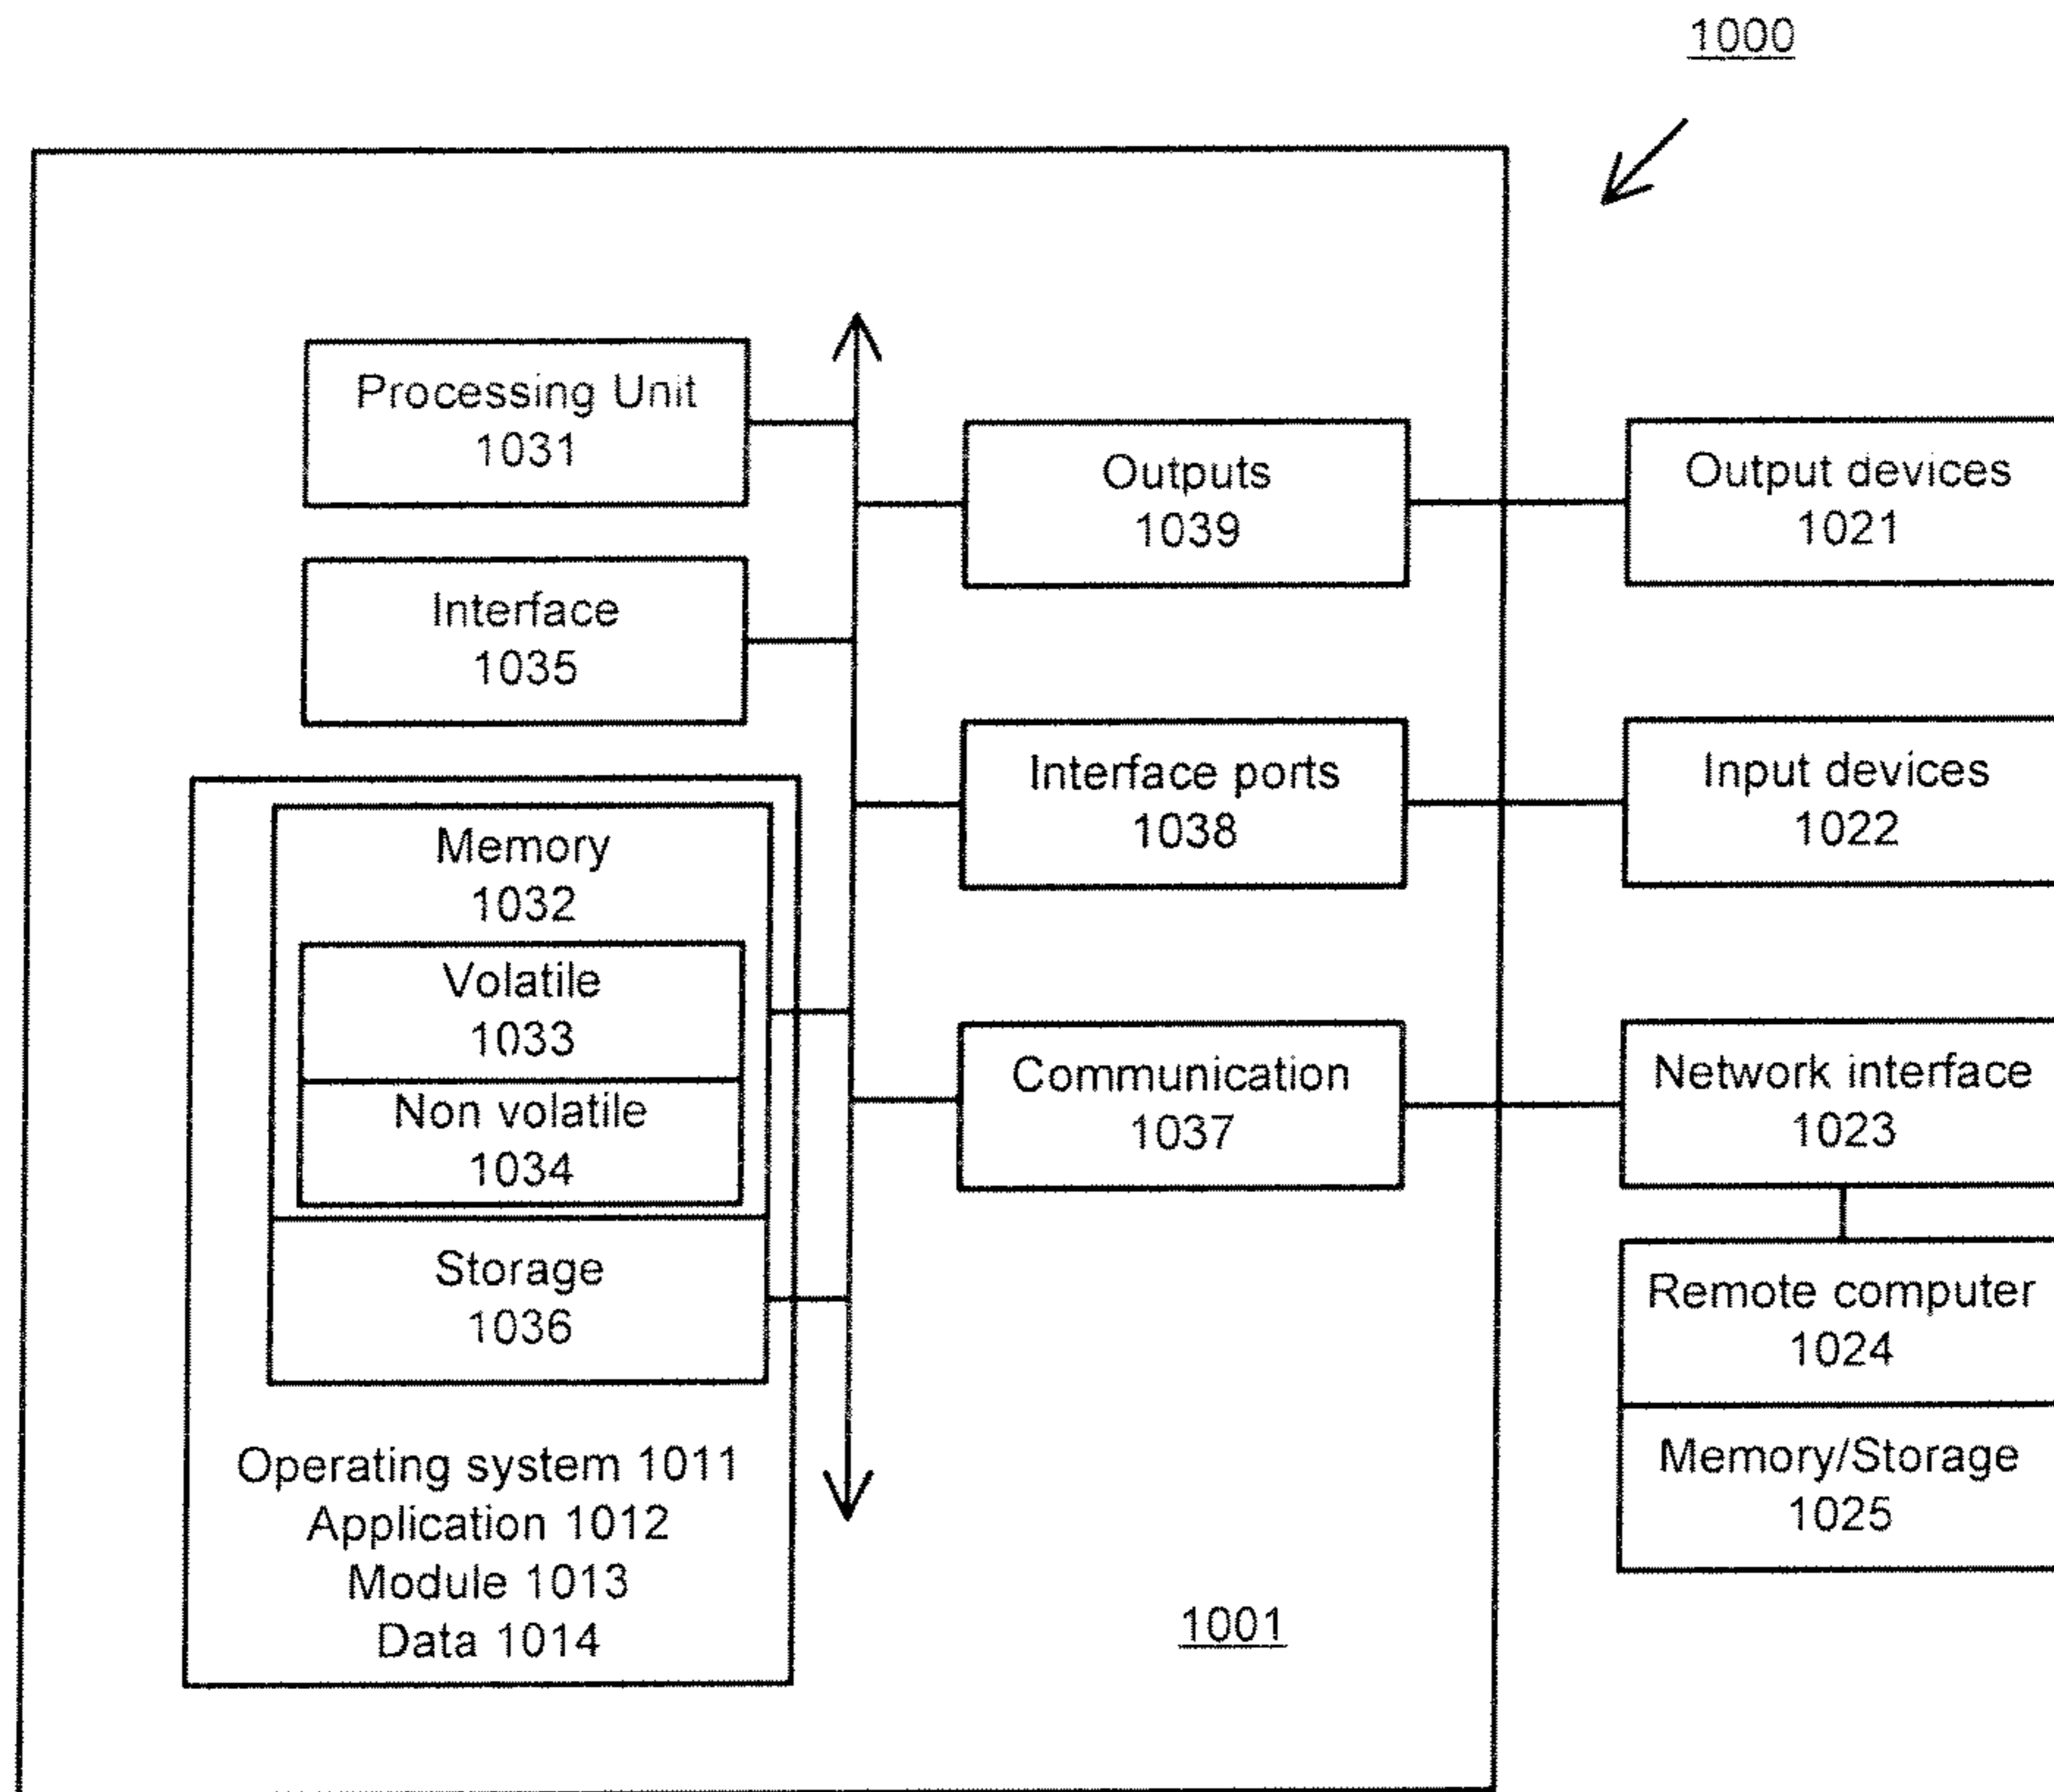 1000
Processing Unit
1031
Interface
1035
Memory
1032
Volatile
1033
Non volatile
1034
Storage
1036
Operating system 1011
Application 1012
Module 1013
Data 1014
Outputs
1039
Interface ports
1038
Communication
1037
1001
Output devices
1021
Input devices
1022
Network interface
1023
Remote computer
1024
Memory/Storage
1025